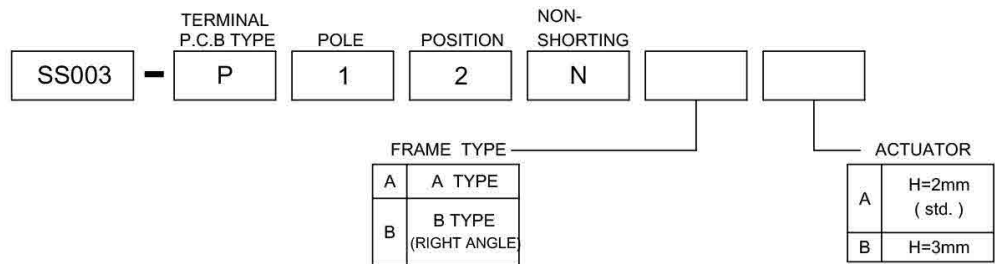 TERMINAL
P.C.B TYPE
POLE
POSITION
NON-
SHORTING
SS003 - P 1 2 N
FRAME TYPE
A A TYPE
B B TYPE
(RIGHT ANGLE)
ACTUATOR
A H=2mm
( std. )
B H=3mm